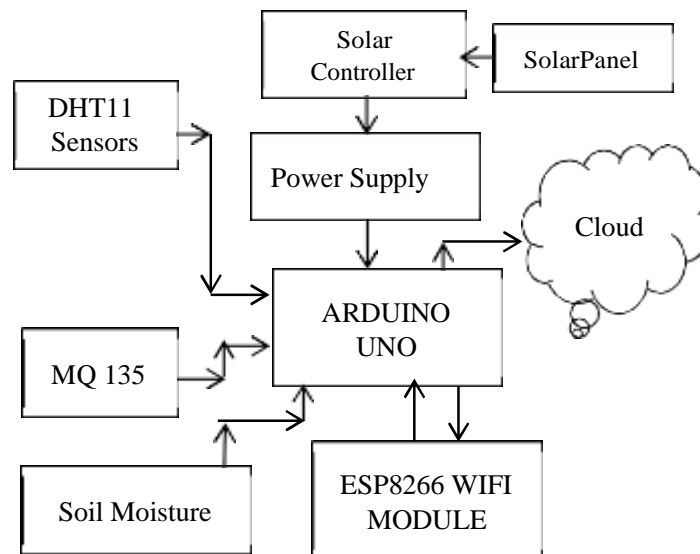 Solar
Controller
SolarPanel
DHT11
Sensors
Power Supply
Cloud
ARDUINO
UNO
MQ 135
Soil Moisture
ESP8266 WIFI
MODULE